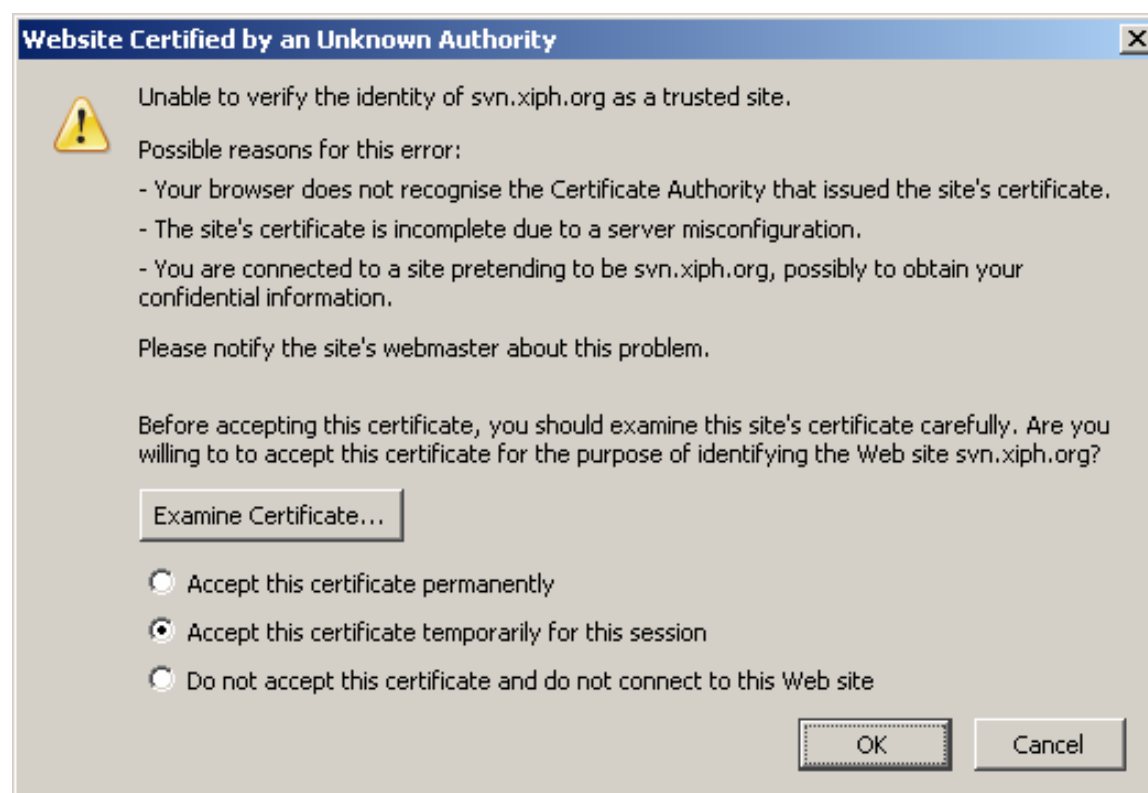 Website Certified by an Unknown Authority
Unable to verify the identity of svn.xiph.org as a trusted site.
Possible reasons for this error:
- Your browser does not recognise the Certificate Authority that issued the site's certificate.
- The site's certificate is incomplete due to a server misconfiguration.
- You are connected to a site pretending to be svn.xiph.org, possibly to obtain your
confidential information.
Please notify the site's webmaster about this problem.
Before accepting this certificate, you should examine this site's certificate carefully. Are you
willing to to accept this certificate for the purpose of identifying the Web site svn.xiph.org?
Examine Certificate...
Accept this certificate permanently
Accept this certificate temporarily for this session
Do not accept this certificate and do not connect to this Web site
OK
Cancel